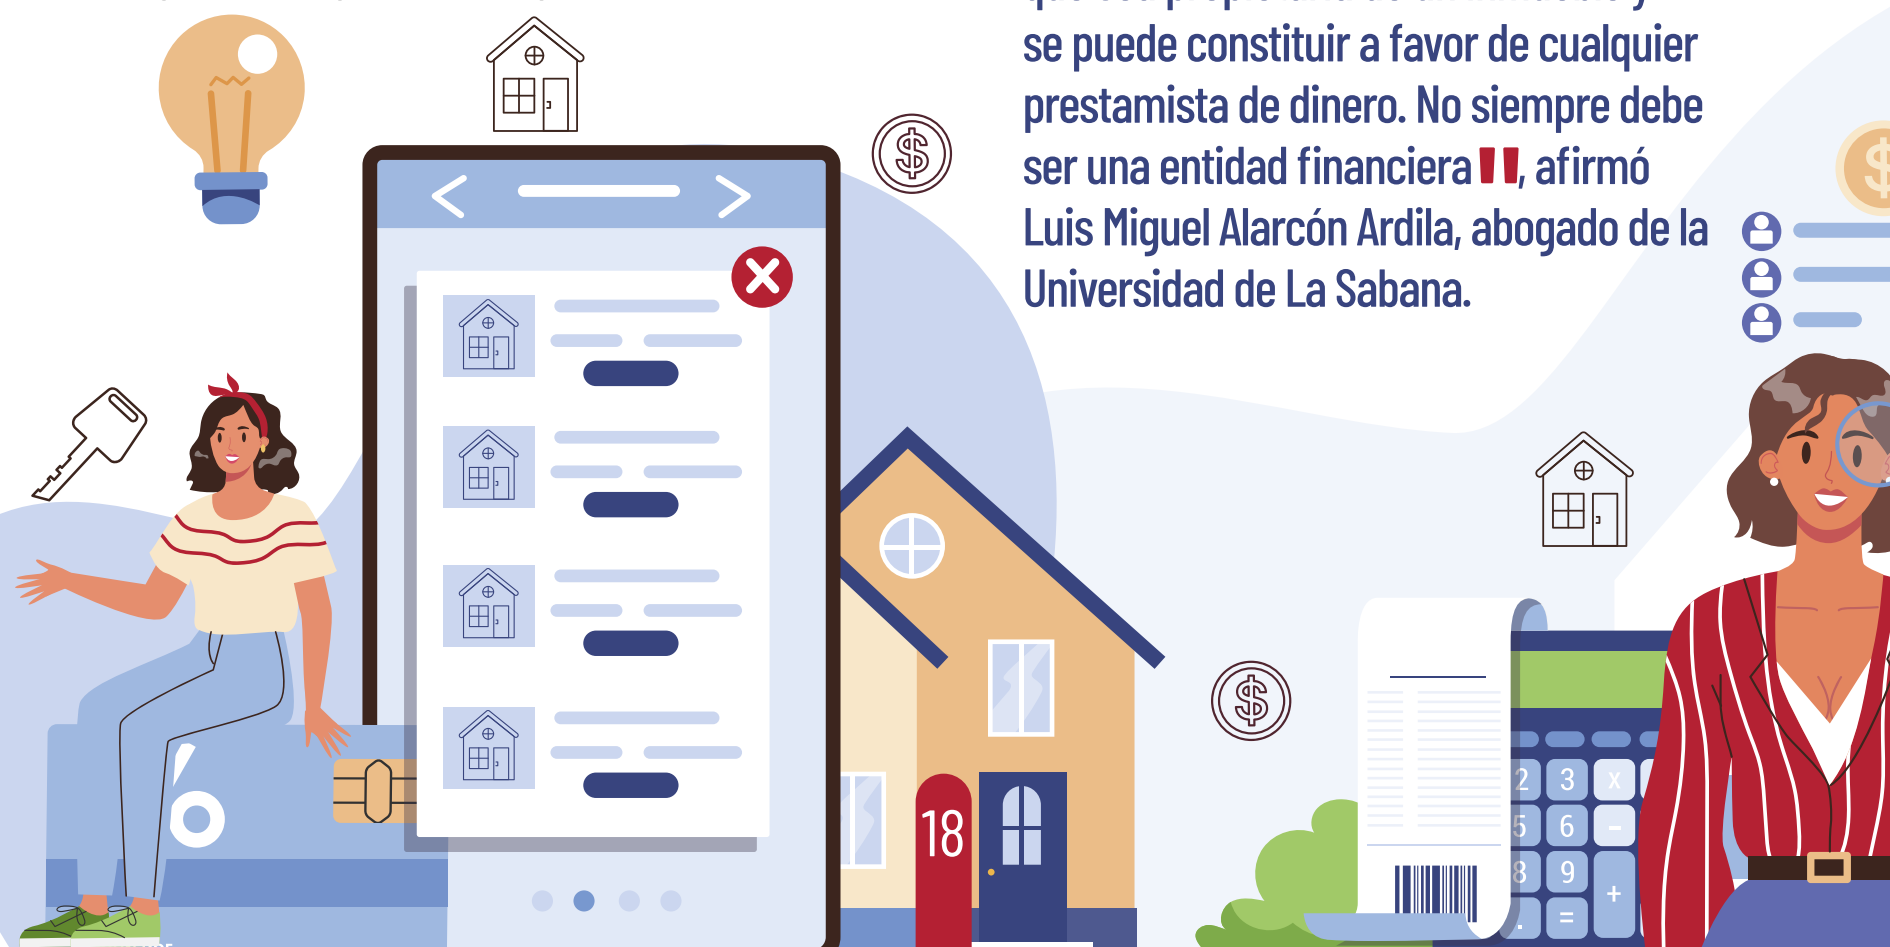 se puede constituir a favor de cualquier
prestamista de dinero. No siempre debe
ser una entidad financiera", afirmó
Luis Miguel Alarcón Ardila, abogado de la
Universidad de La Sabana.
$
$
$
18
2 3 x
5 6 -
8 9 +
. =